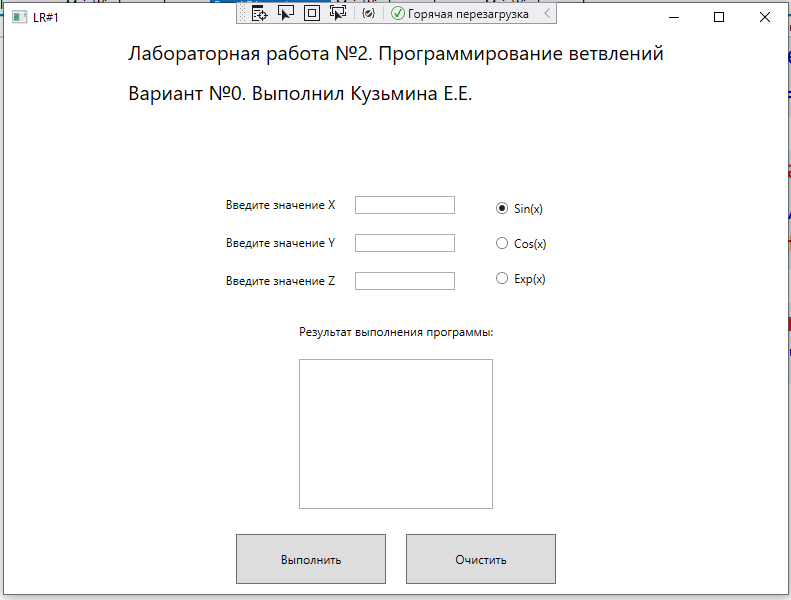 LR#1
Горячая перезагрузка
Лабораторная работа №2. Программирование ветвлений
Вариант №0. Выполнил Кузьмина Е.Е.
Введите значение X
Sin(x)
Введите значение Y
Cos(x)
Введите значение Z
Exp(x)
Результат выполнения программы:
Выполнить
Очистить